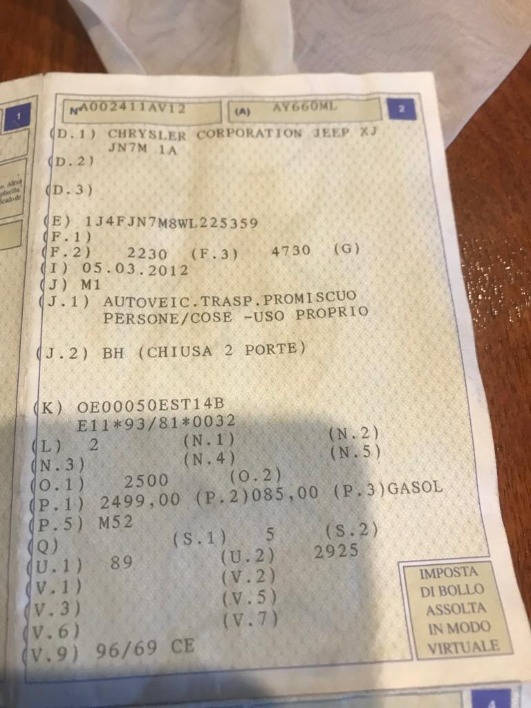 1
N° A002411AV12 (A) AY660ML 2
(D.1) CHRYSLER CORPORATION JEEP XJ
JN7M 1A
(D.2)
(D.3)
(E) 1J4FJN7M8WL225359
(F.1)
(F.2) 2230 (F.3) 4730 (G)
(I) 05.03.2012
(J) M1
(J.1) AUTOVEIC.TRASP.PROMISCUO
PERSONE/COSE -USO PROPRIO
(J.2) BH (CHIUSA 2 PORTE)
(K) OE00050EST14B
E11*93/81*0032
(L) 2 (N.1) (N.2)
(N.3) (N.4) (N.5)
(O.1) 2500 (O.2)
(P.1) 2499,00 (P.2)085,00 (P.3)GASOL
(P.5) M52
(Q) (S.1) 5 (S.2)
(U.1) 89 (U.2) 2925
(V.1) (V.2)
(V.3) (V.5)
(V.6) (V.7)
(V.9) 96/69 CE
IMPOSTA
DI BOLLO
ASSOLTA
IN MODO
VIRTUALE
4